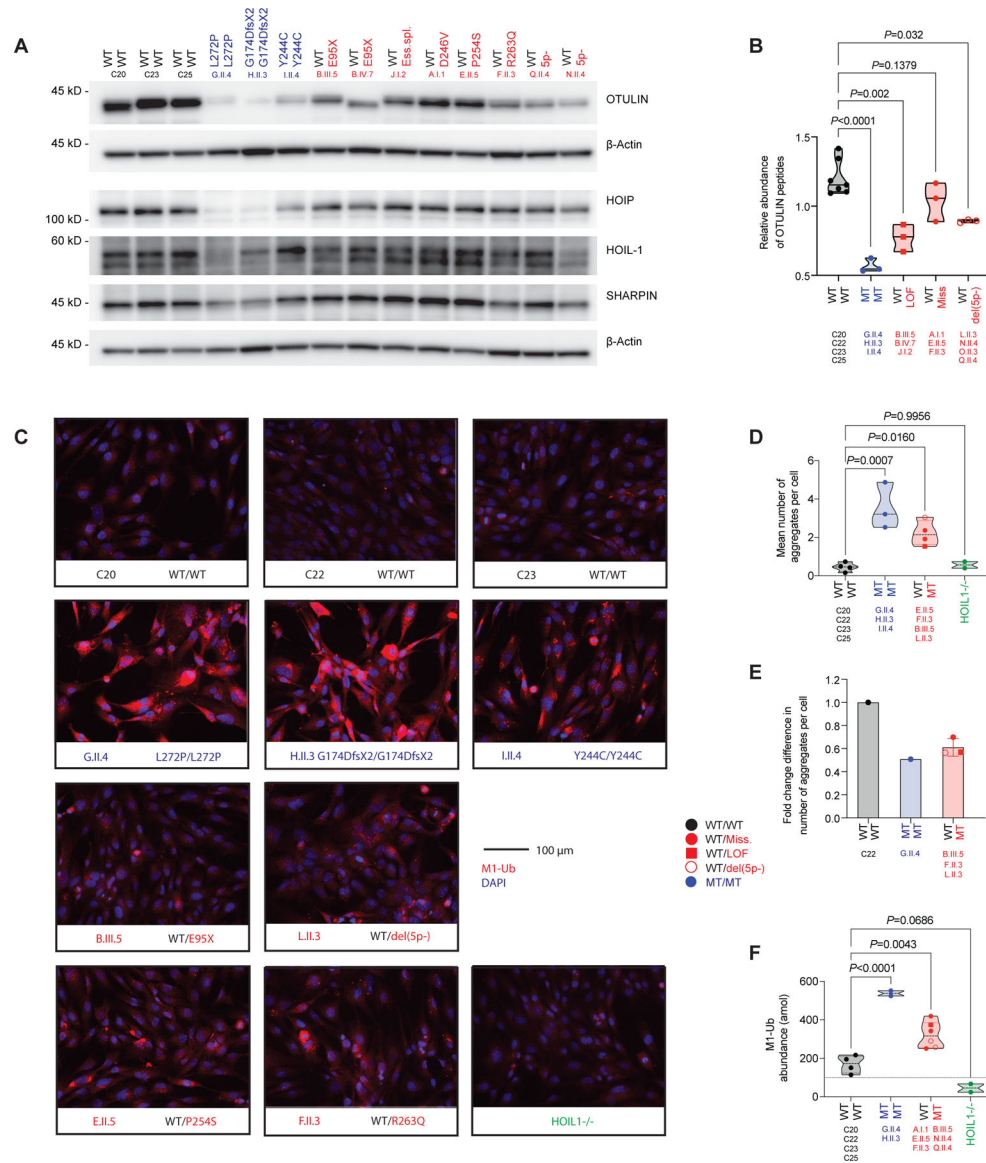 A
WT WT C20
WT WT C23
WT WT C25
L272P L272P G.II.4
G174DfsX2 G174DfsX2 H.II.3
Y244C Y244C I.II.4
WT E95X B.III.5
WT E95X B.IV.7
WT Ess.spl. J.I.2
WT D246V A.I.1
WT P254S E.II.5
WT R263Q F.II.3
WT 5p- Q.II.4
WT 5p- N.II.4
45 kD -
OTULIN
45 kD -
β-Actin
HOIP
100 kD -
60 kD -
HOIL-1
45 kD -
SHARPIN
45 kD -
β-Actin
B
P=0.032
P=0.1379
P=0.002
P<0.0001
Relative abundance
of OTULIN peptides
1.5
1.0
0.5
WT WT
MT MT
WT LOF
WT Miss
WT del(5p-)
C20 G.II.4 B.III.5 A.I.1 L.II.3
C22 H.II.3 B.IV.7 E.II.5 N.II.4
C23 I.II.4 J.I.2 F.II.3 O.II.3
C25 Q.II.4
C
C20 WT/WT
C22 WT/WT
C23 WT/WT
G.II.4 L272P/L272P
H.II.3 G174DfsX2/G174DfsX2
I.II.4 Y244C/Y244C
B.III.5 WT/E95X
L.II.3 WT/del(5p-)
100 μm
M1-Ub
DAPI
E.II.5 WT/P254S
F.II.3 WT/R263Q
HOIL1-/-
WT/WT
WT/Miss.
WT/LOF
WT/del(5p-)
MT/MT
D
P=0.9956
P=0.0160
P=0.0007
Mean number of
aggregates per cell
6
4
2
0
WT WT
MT MT
WT MT
HOIL1-/-
C20 G.II.4 E.II.5
C22 H.II.3 F.II.3
C23 I.II.4 B.III.5
C25 L.II.3
E
Fold change difference in
number of aggregates per cell
1.2
1.0
0.8
0.6
0.4
0.2
0.0
WT WT
MT MT
WT MT
C22 G.II.4 B.III.5
F.II.3
L.II.3
F
P=0.0686
P=0.0043
P<0.0001
M1-Ub
abundance (amol)
600
400
200
0
WT WT
MT MT
WT MT
HOIL1-/-
C20 G.II.4 A.I.1 B.III.5
C22 H.II.3 E.II.5 N.II.4
C23 F.II.3 Q.II.4
C25